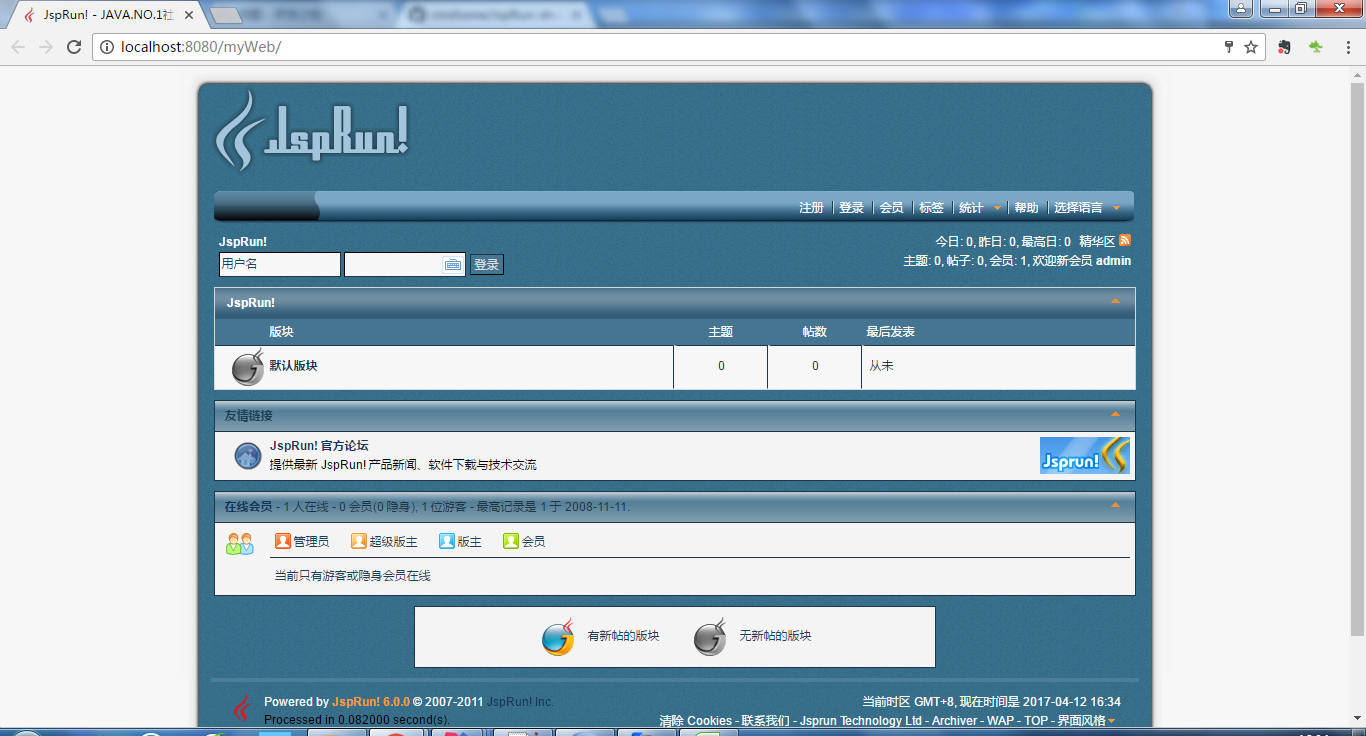 JspRun! - JAVA.NO.1社
localhost:8080/myWeb/
JspRun!
注册 登录 会员 标签 统计 帮助 选择语言
JspRun!
今日: 0, 昨日: 0, 最高日: 0 精华区
用户名 登录
主题: 0, 帖子: 0, 会员: 1, 欢迎新会员 admin
JspRun!
版块 主题 帖数 最后发表
默认版块 0 0 从未
友情链接
JspRun! 官方论坛
提供最新 JspRun! 产品新闻、软件下载与技术交流
Jsprun!
在线会员 - 1 人在线 - 0 会员(0 隐身), 1 位游客 - 最高记录是 1 于 2008-11-11.
管理员 超级版主 版主 会员
当前只有游客或隐身会员在线
有新帖的版块 无新帖的版块
Powered by JspRun! 6.0.0 © 2007-2011 JspRun! Inc.
当前时区 GMT+8, 现在时间是 2017-04-12 16:34
Processed in 0.082000 second(s).
清除 Cookies - 联系我们 - Jsprun Technology Ltd - Archiver - WAP - TOP - 界面风格